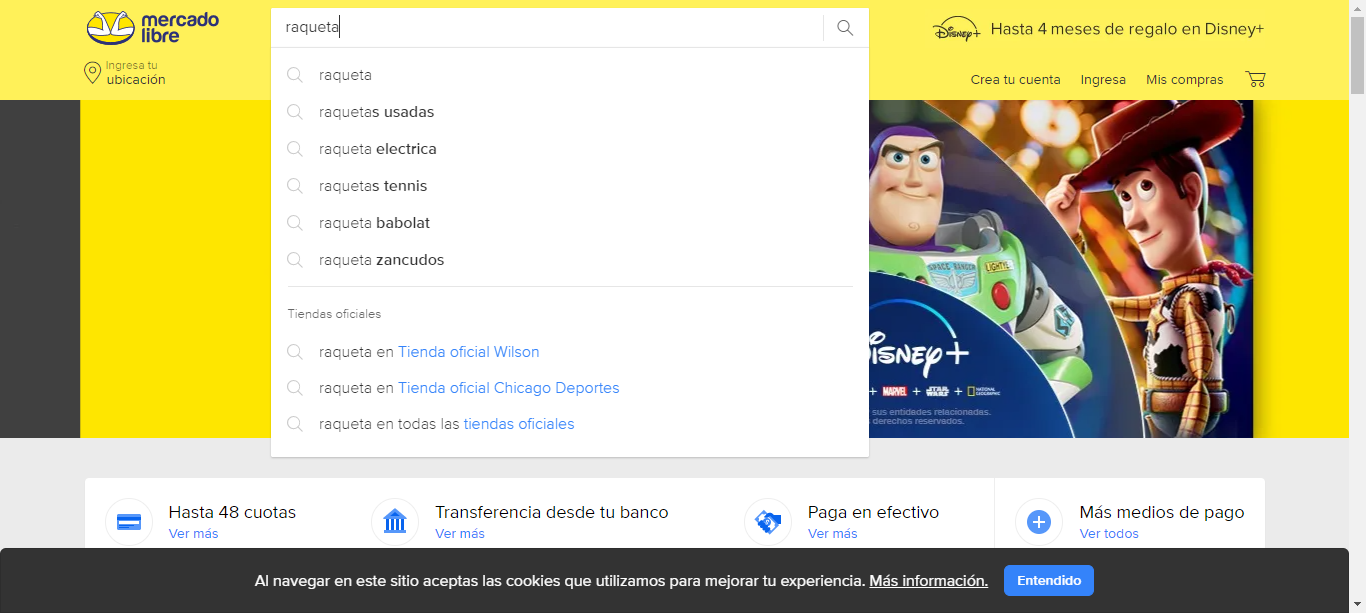 mercado
libre
raqueta
Disney+ Hasta 4 meses de regalo en Disney+
Ingresa tu
ubicación
Crea tu cuenta Ingresa Mis compras
raqueta
raquetas usadas
raqueta electrica
raquetas tennis
raqueta babolat
raqueta zancudos
Tiendas oficiales
raqueta en Tienda oficial Wilson
raqueta en Tienda oficial Chicago Deportes
raqueta en todas las tiendas oficiales
SPACE RANGER
LIGHTYE
ISNEY+
+ MARVEL + STAR WARS + NATIONAL GEOGRAPHIC
sus entidades relacionadas.
derechos reservados.
Hasta 48 cuotas
Ver más
Transferencia desde tu banco
Ver más
Paga en efectivo
Ver más
Más medios de pago
Ver todos
Al navegar en este sitio aceptas las cookies que utilizamos para mejorar tu experiencia. Más información. Entendido